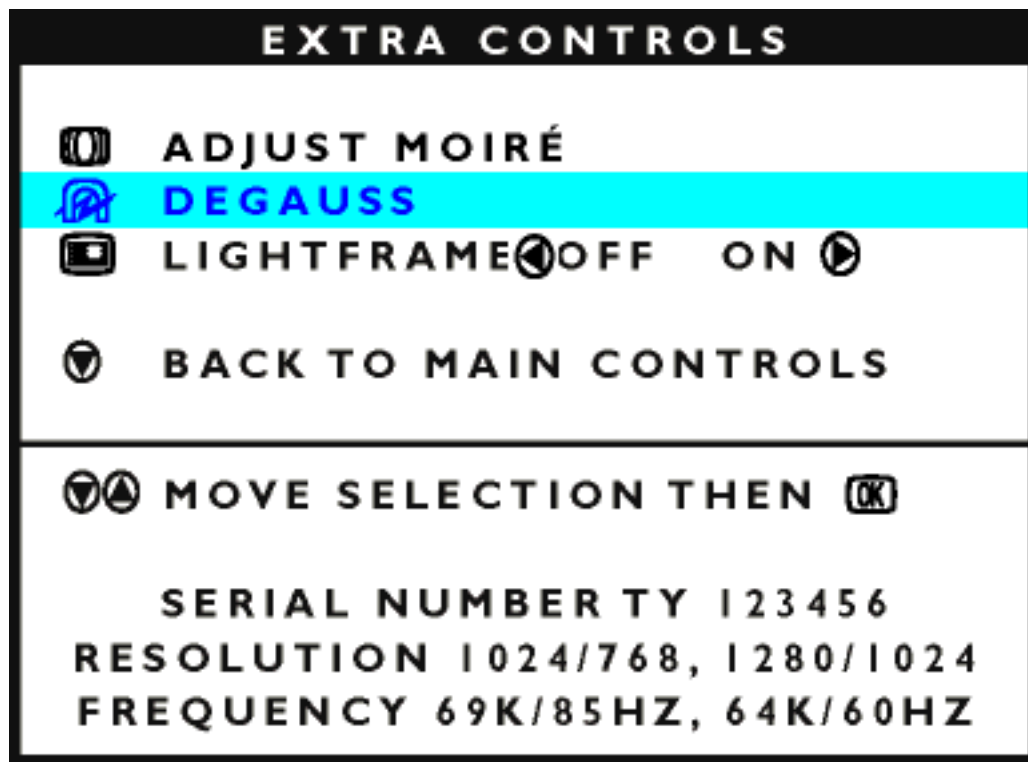 EXTRA CONTROLS
ADJUST MOIRÉ
DEGAUSS
LIGHTFRAME OFF ON
BACK TO MAIN CONTROLS
MOVE SELECTION THEN OK
SERIAL NUMBER TY 123456
RESOLUTION 1024/768, 1280/1024
FREQUENCY 69K/85HZ, 64K/60HZ